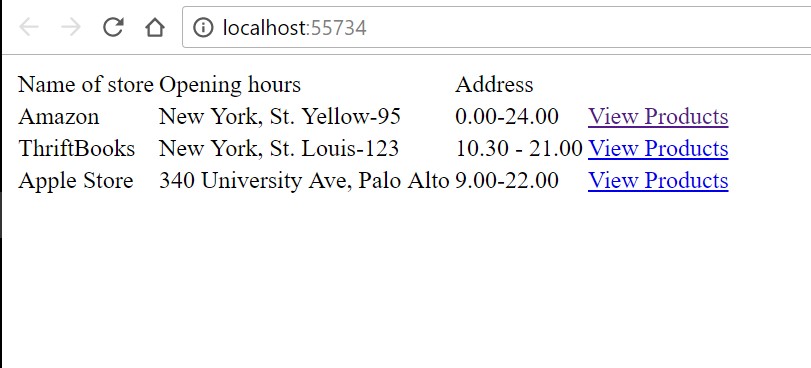 localhost:55734
Name of store Opening hours Address
Amazon New York, St. Yellow-95 0.00-24.00 View Products
ThriftBooks New York, St. Louis-123 10.30 - 21.00 View Products
Apple Store 340 University Ave, Palo Alto 9.00-22.00 View Products